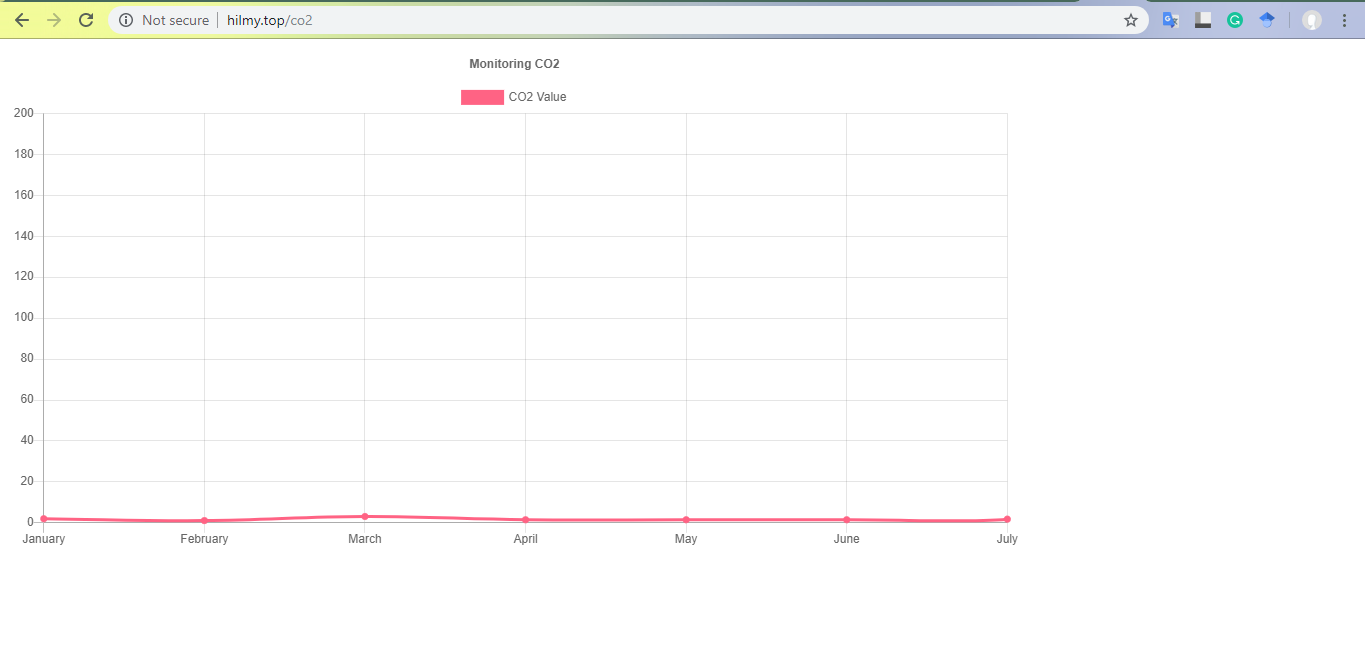 Not secure | hilmy.top/co2
Monitoring CO2
CO2 Value
200
180
160
140
120
100
80
60
40
20
0
January February March April May June July